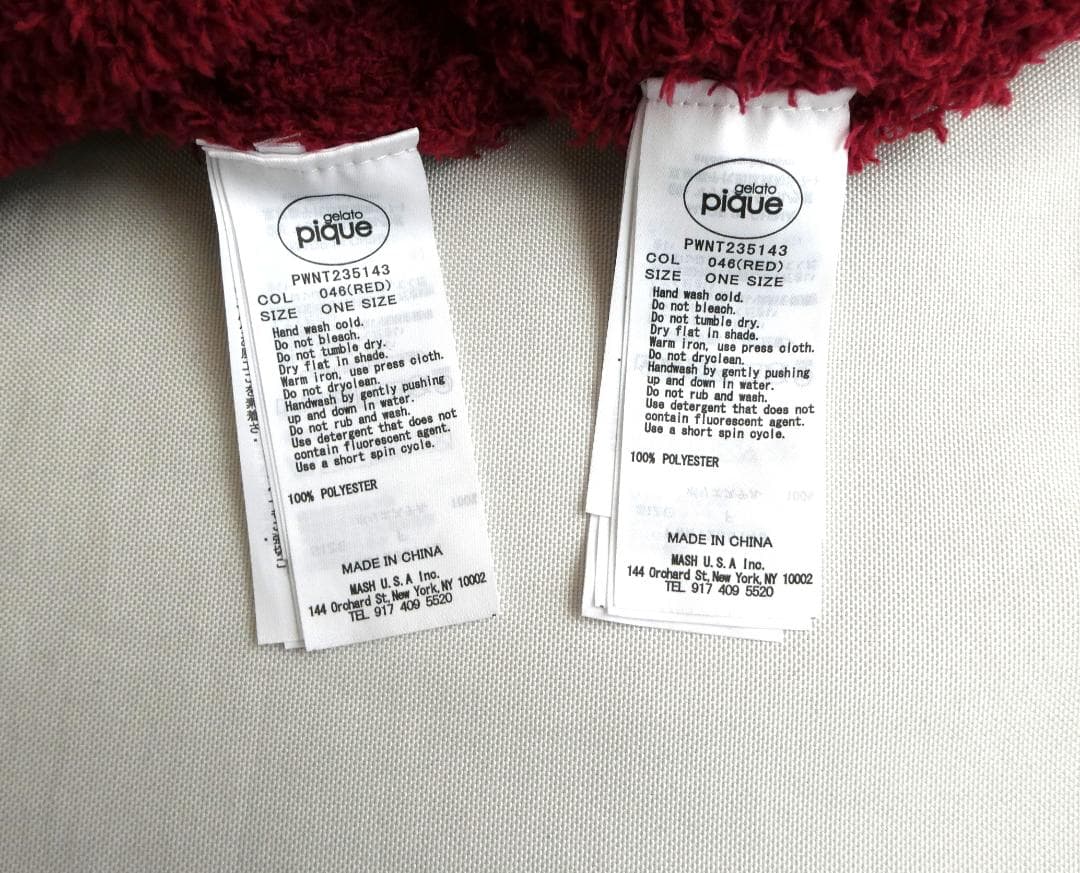 gelato
pique
PWNT235143
COL 046(RED)
SIZE ONE SIZE
Hand wash cold.
Do not bleach.
Do not tumble dry.
Dry flat in shade.
Warm iron, use press cloth.
Do not dryclean.
Handwash by gently pushing
up and down in water.
Do not rub and wash.
Use detergent that does not
contain fluorescent agent.
Use a short spin cycle.
100% POLYESTER
MADE IN CHINA
MASH U.S.A Inc.
144 Orchard St, New York, NY 10002
TEL 917 409 5520
gelato
pique
PWNT235143
COL 046(RED)
SIZE ONE SIZE
Hand wash cold.
Do not bleach.
Do not tumble dry.
Dry flat in shade.
Warm iron, use press cloth.
Do not dryclean.
Handwash by gently pushing
up and down in water.
Do not rub and wash.
Use detergent that does not
contain fluorescent agent.
Use a short spin cycle.
100% POLYESTER
MADE IN CHINA
MASH U.S.A Inc.
144 Orchard St, New York, NY 10002
TEL 917 409 5520